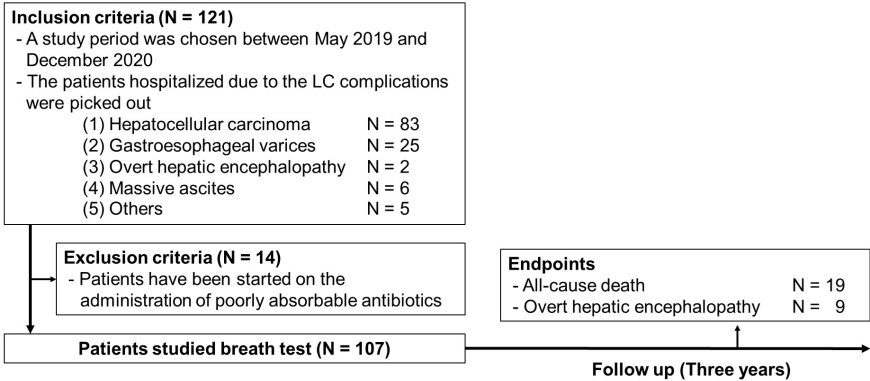 Inclusion criteria (N = 121)
- A study period was chosen between May 2019 and
December 2020
- The patients hospitalized due to the LC complications
were picked out
(1) Hepatocellular carcinoma N = 83
(2) Gastroesophageal varices N = 25
(3) Overt hepatic encephalopathy N = 2
(4) Massive ascites N = 6
(5) Others N = 5
Exclusion criteria (N = 14)
- Patients have been started on the
administration of poorly absorbable antibiotics
Endpoints
- All-cause death N = 19
- Overt hepatic encephalopathy N = 9
Patients studied breath test (N = 107)
Follow up (Three years)